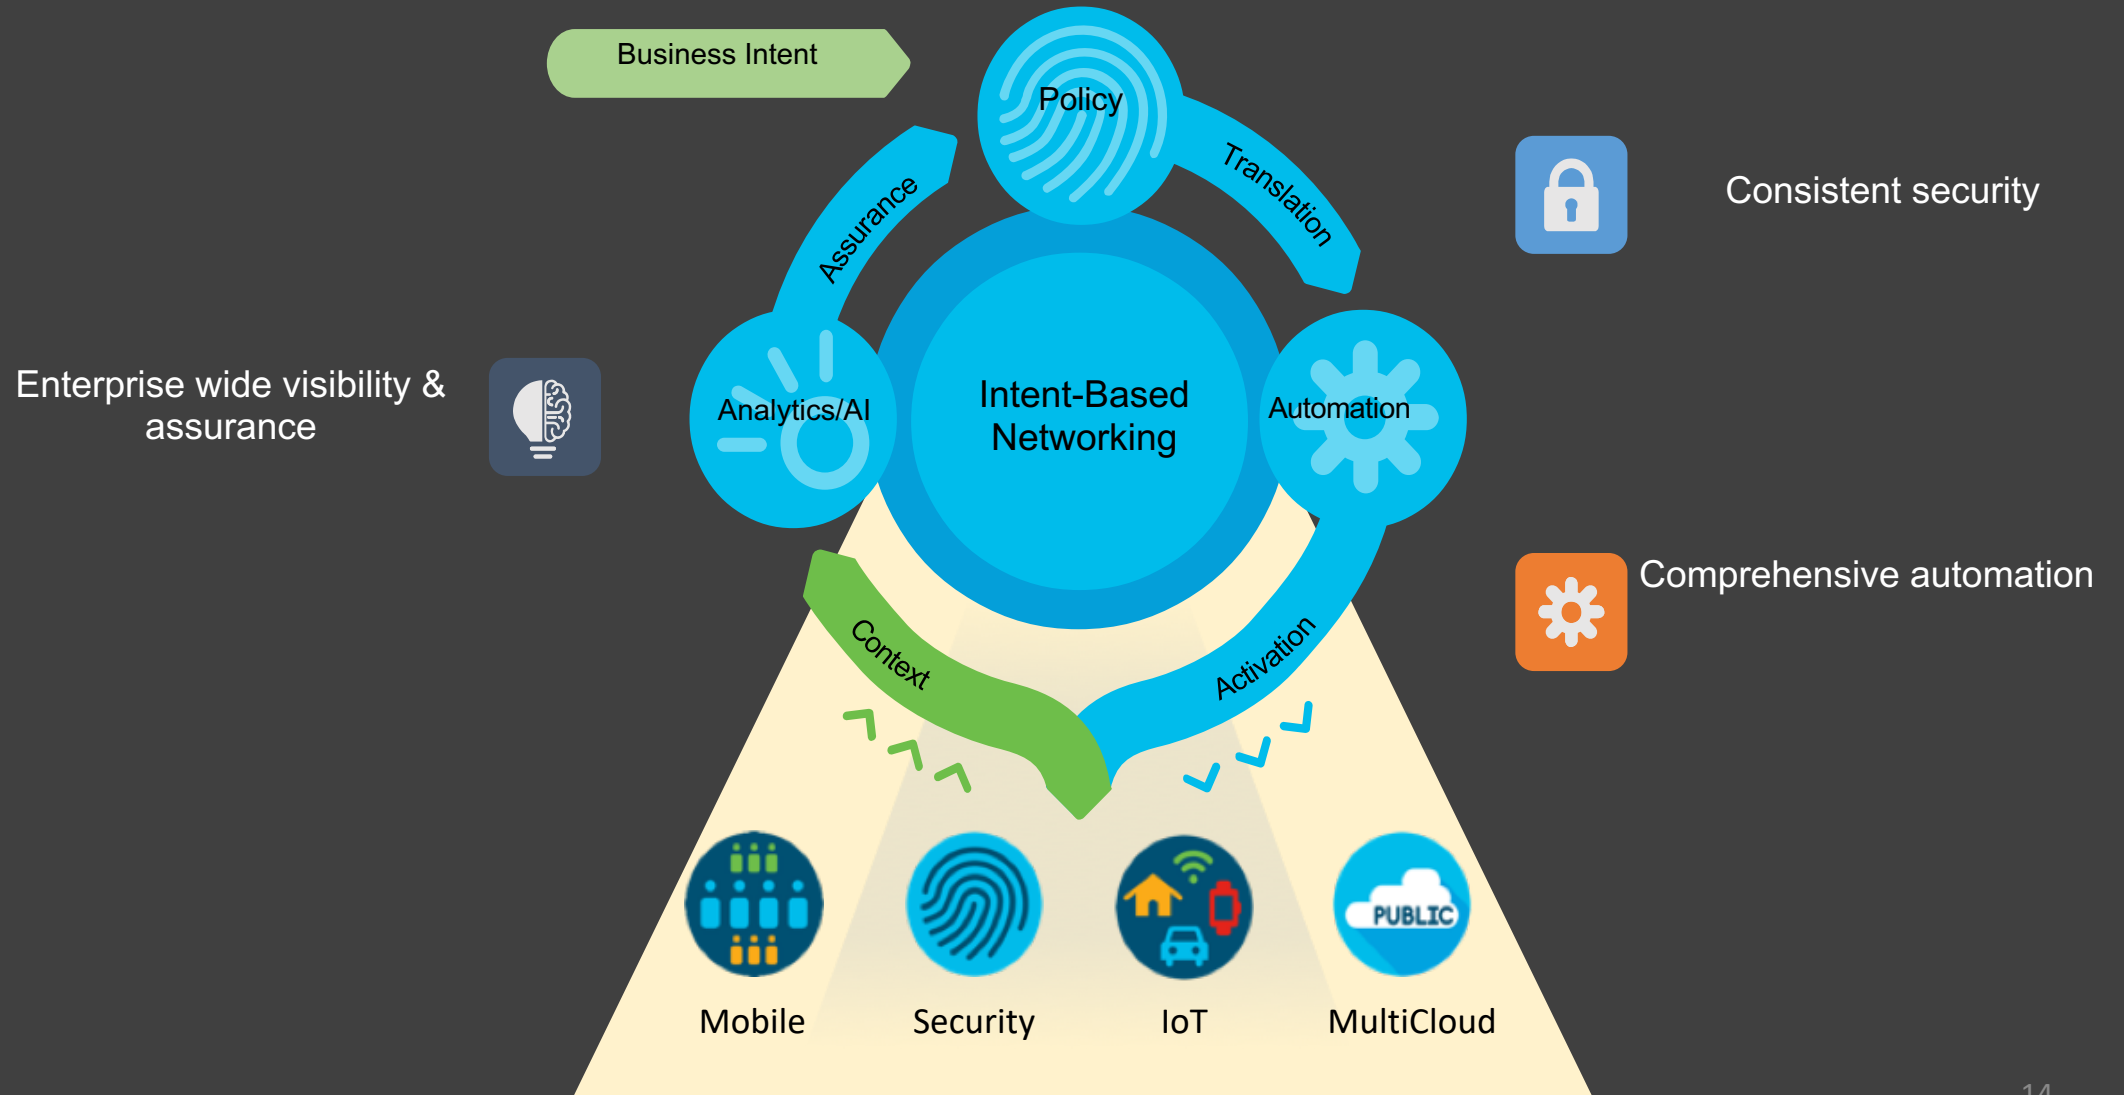 Business Intent
Policy
Translation
Assurance
Consistent security
Enterprise wide visibility &
assurance
Analytics/AI
Intent-Based
Networking
Automation
Comprehensive automation
Context
Activation
PUBLIC
Mobile
Security
IoT
MultiCloud
14